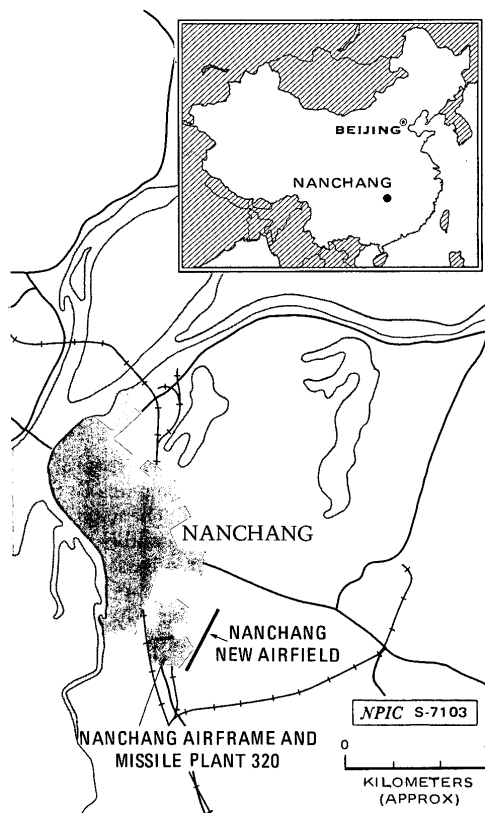 BEIJING
NANCHANG
NANCHANG
NANCHANG
NEW AIRFIELD
NPIC S-7103
NANCHANG AIRFRAME AND
MISSILE PLANT 320
0
KILOMETERS
(APPROX)